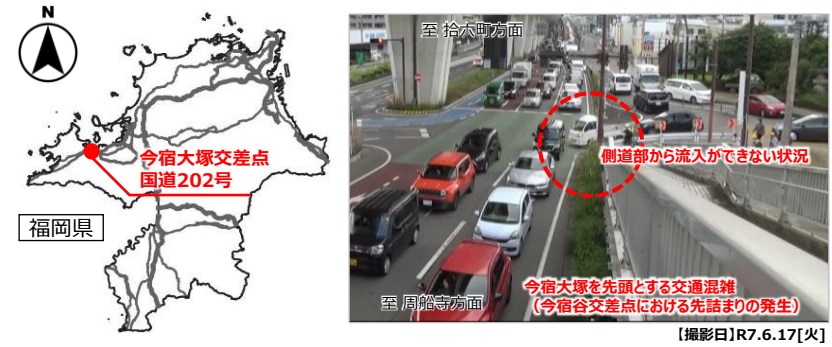 N
今宿大塚交差点
国道202号
福岡県
至 拾六町方面
側道部から流入ができない状況
今宿大塚を先頭とする交通混雑
（今宿谷交差点における先詰まりの発生）
至 周船寺方面
【撮影日】R7.6.17[火]